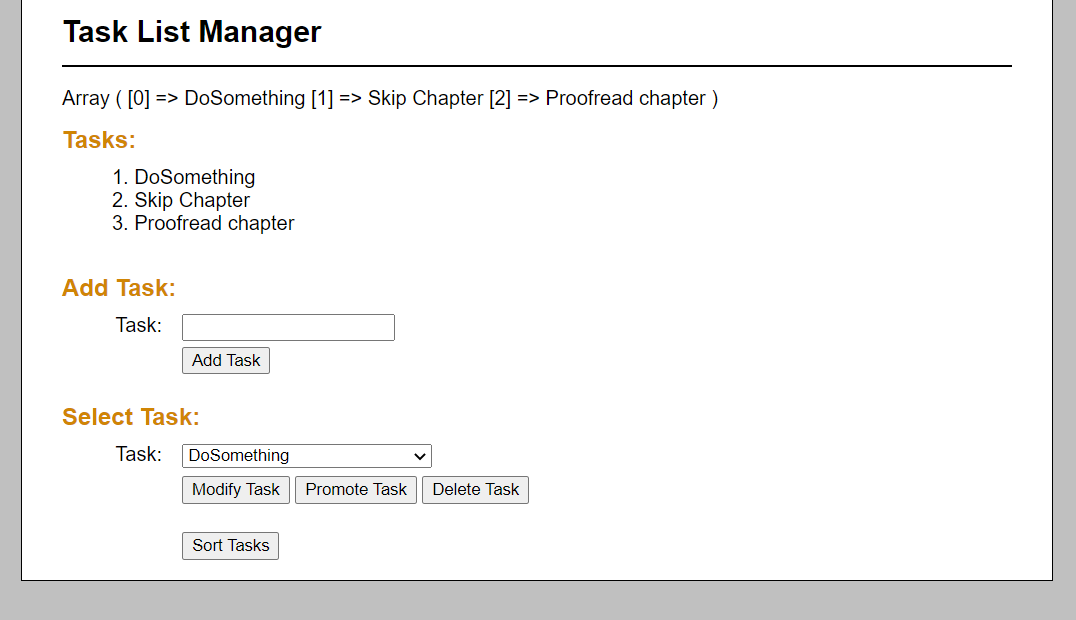 Task List Manager
Array ( [0] => DoSomething [1] => Skip Chapter [2] => Proofread chapter )
Tasks:
1. DoSomething
2. Skip Chapter
3. Proofread chapter
Add Task:
Task:
Add Task
Select Task:
Task: DoSomething
Modify Task Promote Task Delete Task
Sort Tasks